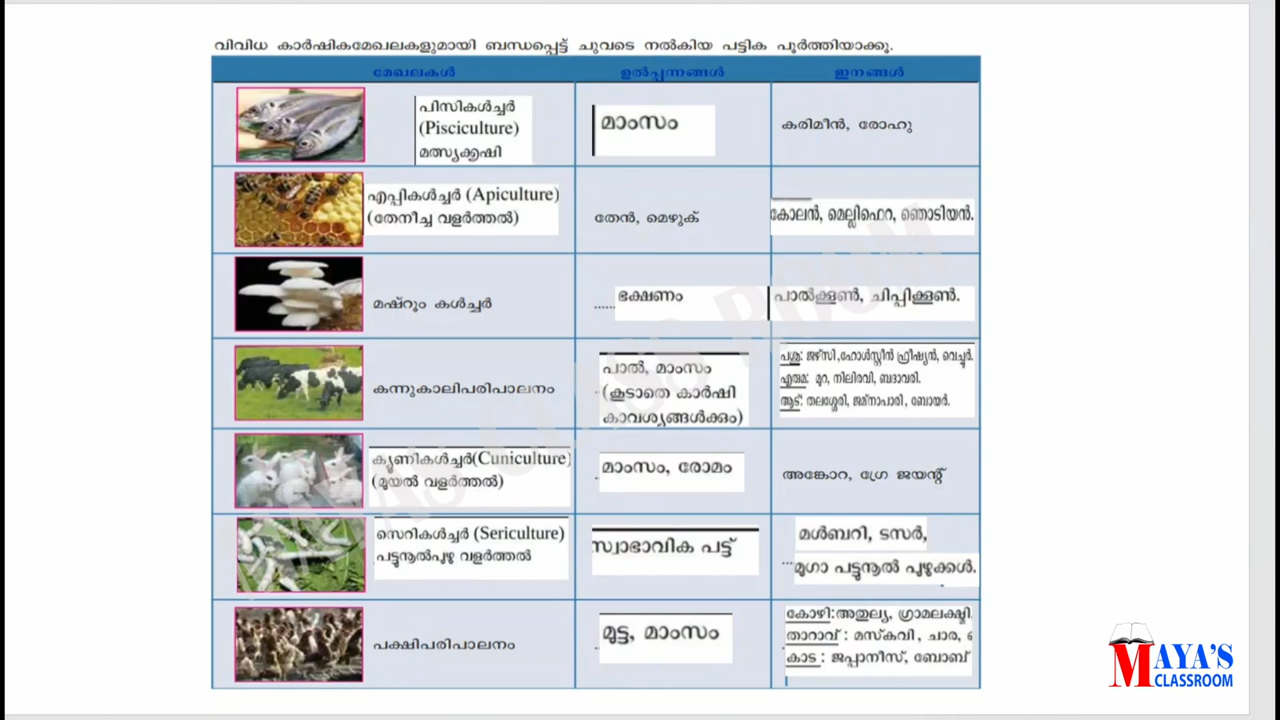 വിവിധ കാർഷികമേഖലകളുമായി ബന്ധപ്പെട്ട് ചുവടെ നൽകിയ പട്ടിക പൂർത്തിയാക്കൂ.
മേഖലകൾ ഉൽപ്പന്നങ്ങൾ ഇനങ്ങൾ
പിസികൾച്ചർ
(Pisciculture)
മത്സ്യകൃഷി
മാംസം
കരിമീൻ, രോഹു
എപ്പികൾച്ചർ (Apiculture)
(തേനീച്ച വളർത്തൽ)
തേൻ, മെഴുക്
കോലൻ, മെല്ലിഫെറ, ഞൊടിയൻ.
മഷ്റൂം കൾച്ചർ
......ഭക്ഷണം
പാൽക്കൂൺ, ചിപ്പിക്കൂൺ.
കന്നുകാലിപരിപാലനം
പാൽ, മാംസം
(കൂടാതെ കാർഷി
കാവശ്യങ്ങൾക്കും)
പശു: ജഴ്സി,ഹോൾസ്റ്റീൻ ഫ്രീഷ്യൻ, വെച്ചൂർ.
എരുമ: മുറ, നിലിരവി, ബദാവരി.
ആട്: തലശ്ശേരി, ജമ്നാപാരി, ബോയർ.
ക്യൂണികൾച്ചർ(Cuniculture)
(മുയൽ വളർത്തൽ)
മാംസം, രോമം
അങ്കോറ, ഗ്രേ ജയന്റ്
സെറികൾച്ചർ (Sericulture)
പട്ടുനൂൽപുഴു വളർത്തൽ
സ്വാഭാവിക പട്ട്
മൾബറി, ടസർ,
...മുഗാ പട്ടുനൂൽ പുഴുക്കൾ.
പക്ഷിപരിപാലനം
മുട്ട, മാംസം
കോഴി:അതുല്യ, ഗ്രാമലക്ഷ്മി
താറാവ് : മസ്കവി, ചാര,
കാട : ജപ്പാനീസ്, ബോബ്
MAYA'S CLASS ROOM
MAYA'S
CLASSROOM